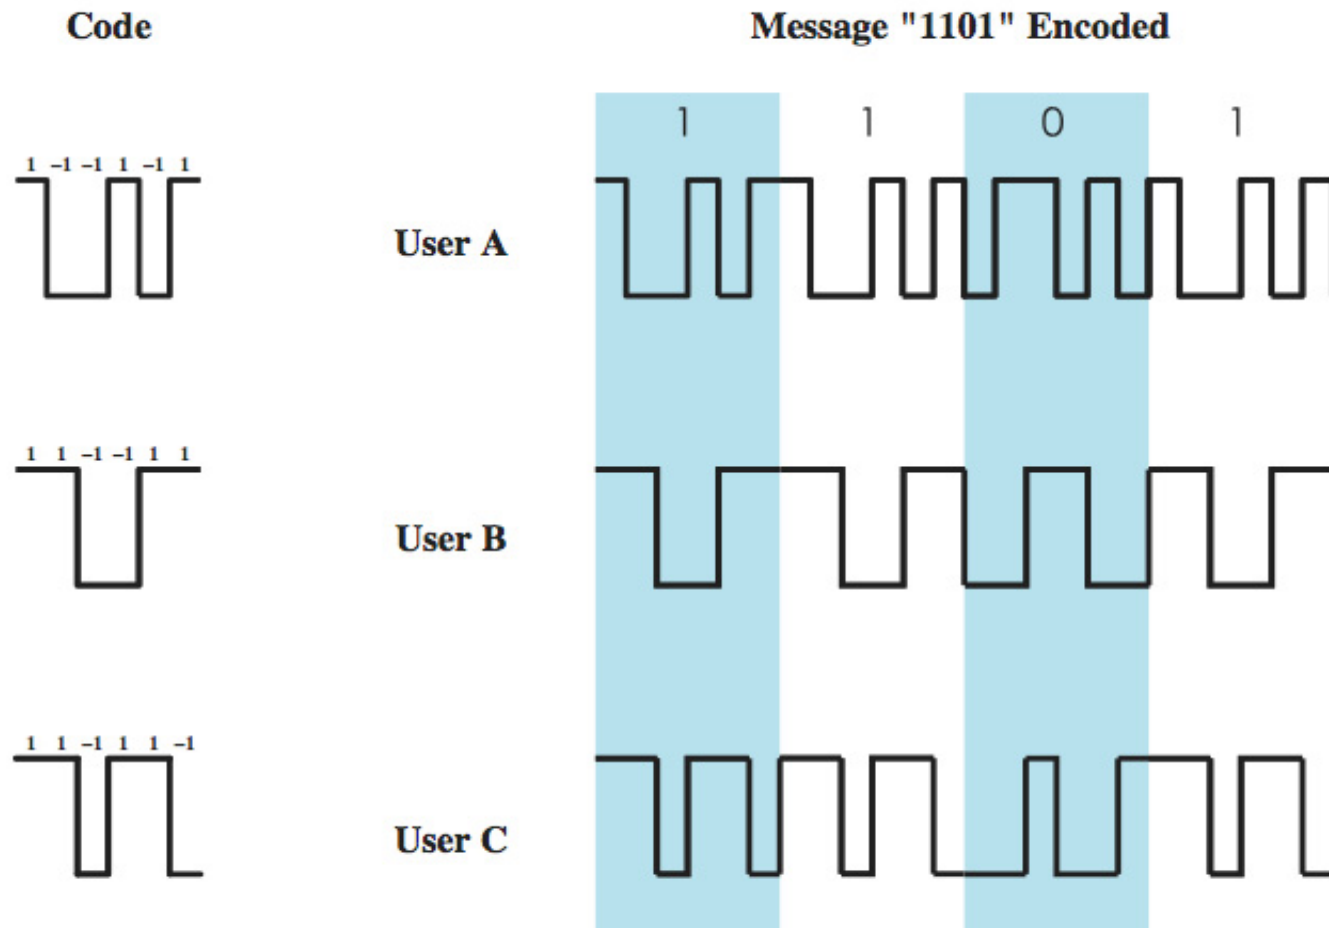 Code
Message "1101" Encoded
1 1 0 1
1 –1 –1 1 –1 1
User A
1 1 –1 –1 1 1
User B
1 1 –1 1 1 –1
User C